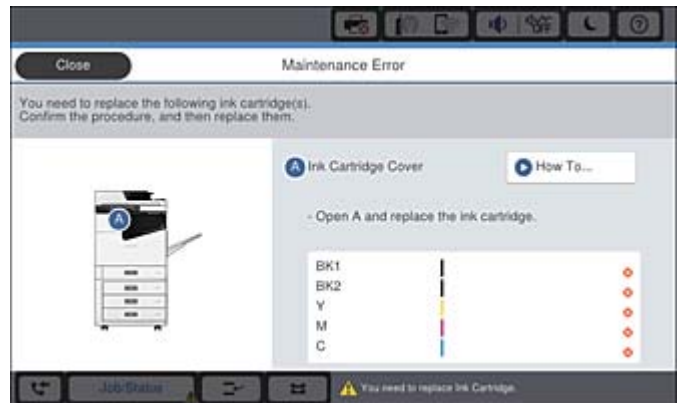 Close
Maintenance Error
You need to replace the following ink cartridge(s).
Confirm the procedure, and then replace them.
A Ink Cartridge Cover
How To...
A
- Open A and replace the ink cartridge.
BK1
BK2
Y
M
C
Job/Status
You need to replace Ink Cartridge.